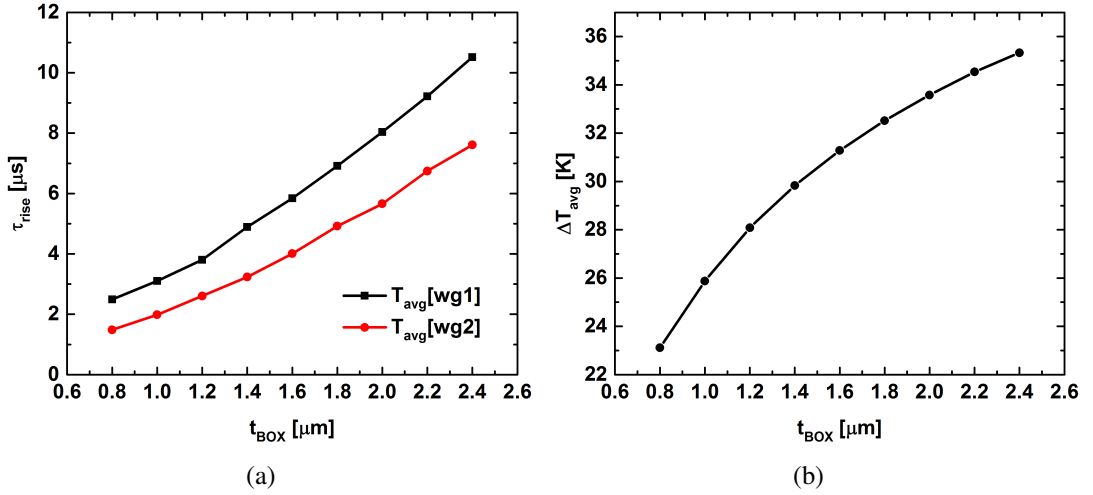 12
10
8
6
4
2
0
τrise [μs]
Tavg[wg1]
Tavg[wg2]
0.6 0.8 1.0 1.2 1.4 1.6 1.8 2.0 2.2 2.4 2.6
tBOX [μm]
(a)
36
34
32
30
28
26
24
22
ΔTavg [K]
0.6 0.8 1.0 1.2 1.4 1.6 1.8 2.0 2.2 2.4 2.6
tBOX [μm]
(b)